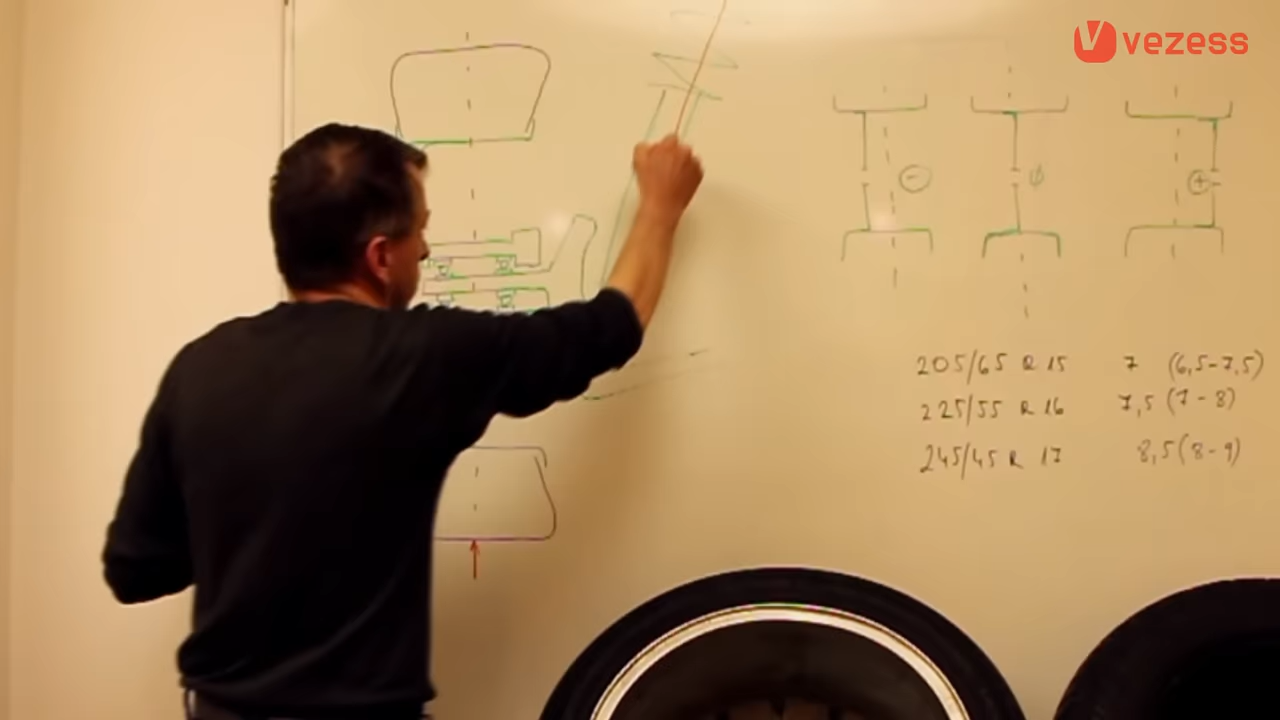 vezess
-
ø
+
205/65 R 15 7 (6,5-7,5)
225/55 R 16 7,5 (7-8)
245/45 R 17 8,5 (8-9)